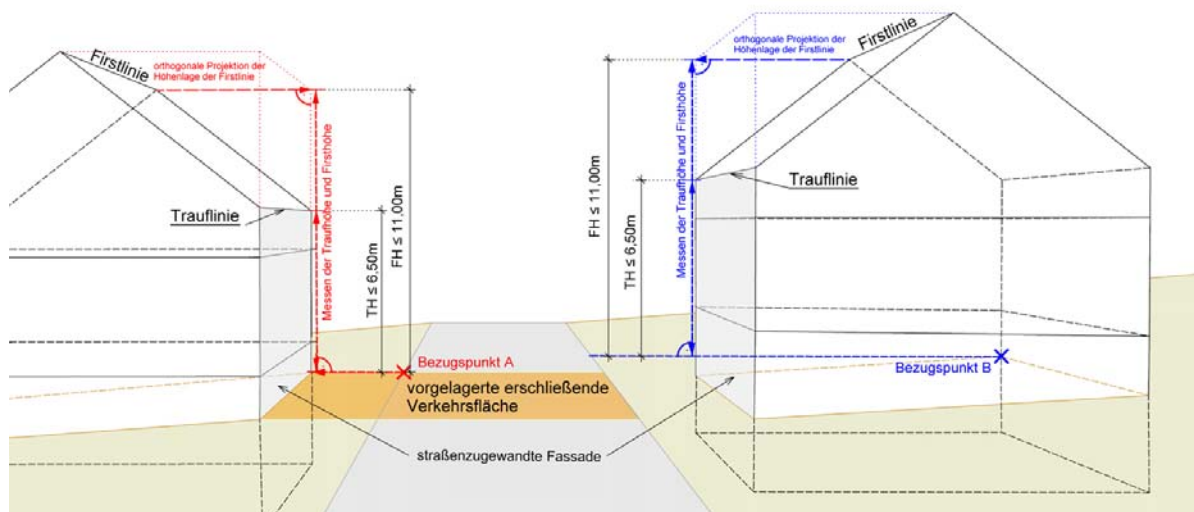 Firstlinie
orthogonale Projektion der
Höhenlage der Firstlinie
Trauflinie
Messen der Traufhöhe und Firsthöhe
TH ≤ 6,50m
FH ≤ 11,00m
Bezugspunkt A
vorgelagerte erschließende
Verkehrsfläche
straßenzugewandte Fassade
orthogonale Projektion der
Höhenlage der Firstlinie
Firstlinie
Trauflinie
FH ≤ 11,00m
TH ≤ 6,50m
Messen der Traufhöhe und Firsthöhe
Bezugspunkt B